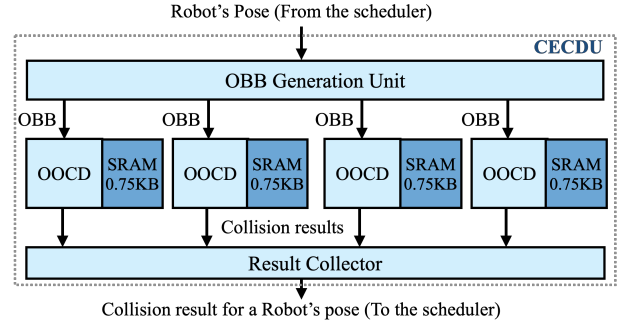 Robot's Pose (From the scheduler)
CECDU
OBB Generation Unit
OBB
OBB
OBB
OBB
OOCD
SRAM
0.75KB
OOCD
SRAM
0.75KB
OOCD
SRAM
0.75KB
OOCD
SRAM
0.75KB
Collision results
Result Collector
Collision result for a Robot's pose (To the scheduler)